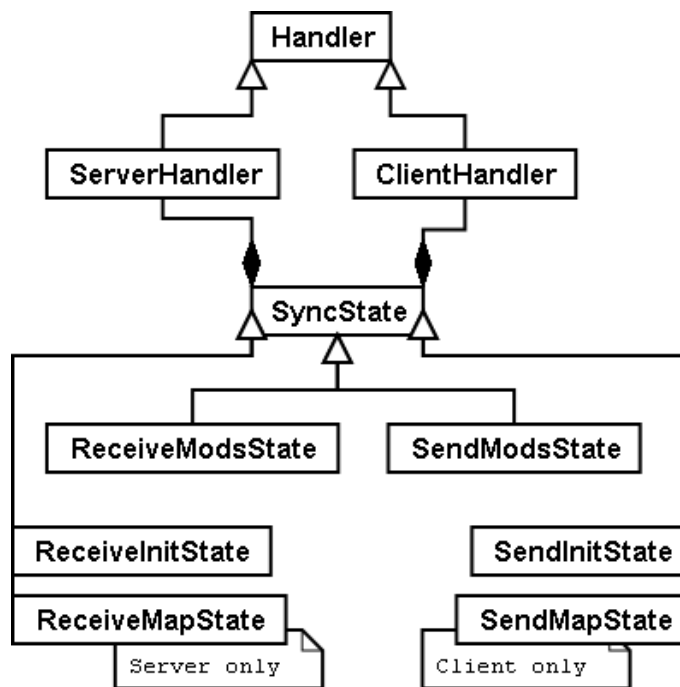 Handler
ServerHandler
ClientHandler
SyncState
ReceiveModsState
SendModsState
ReceiveInitState
SendInitState
ReceiveMapState
SendMapState
Server only
Client only